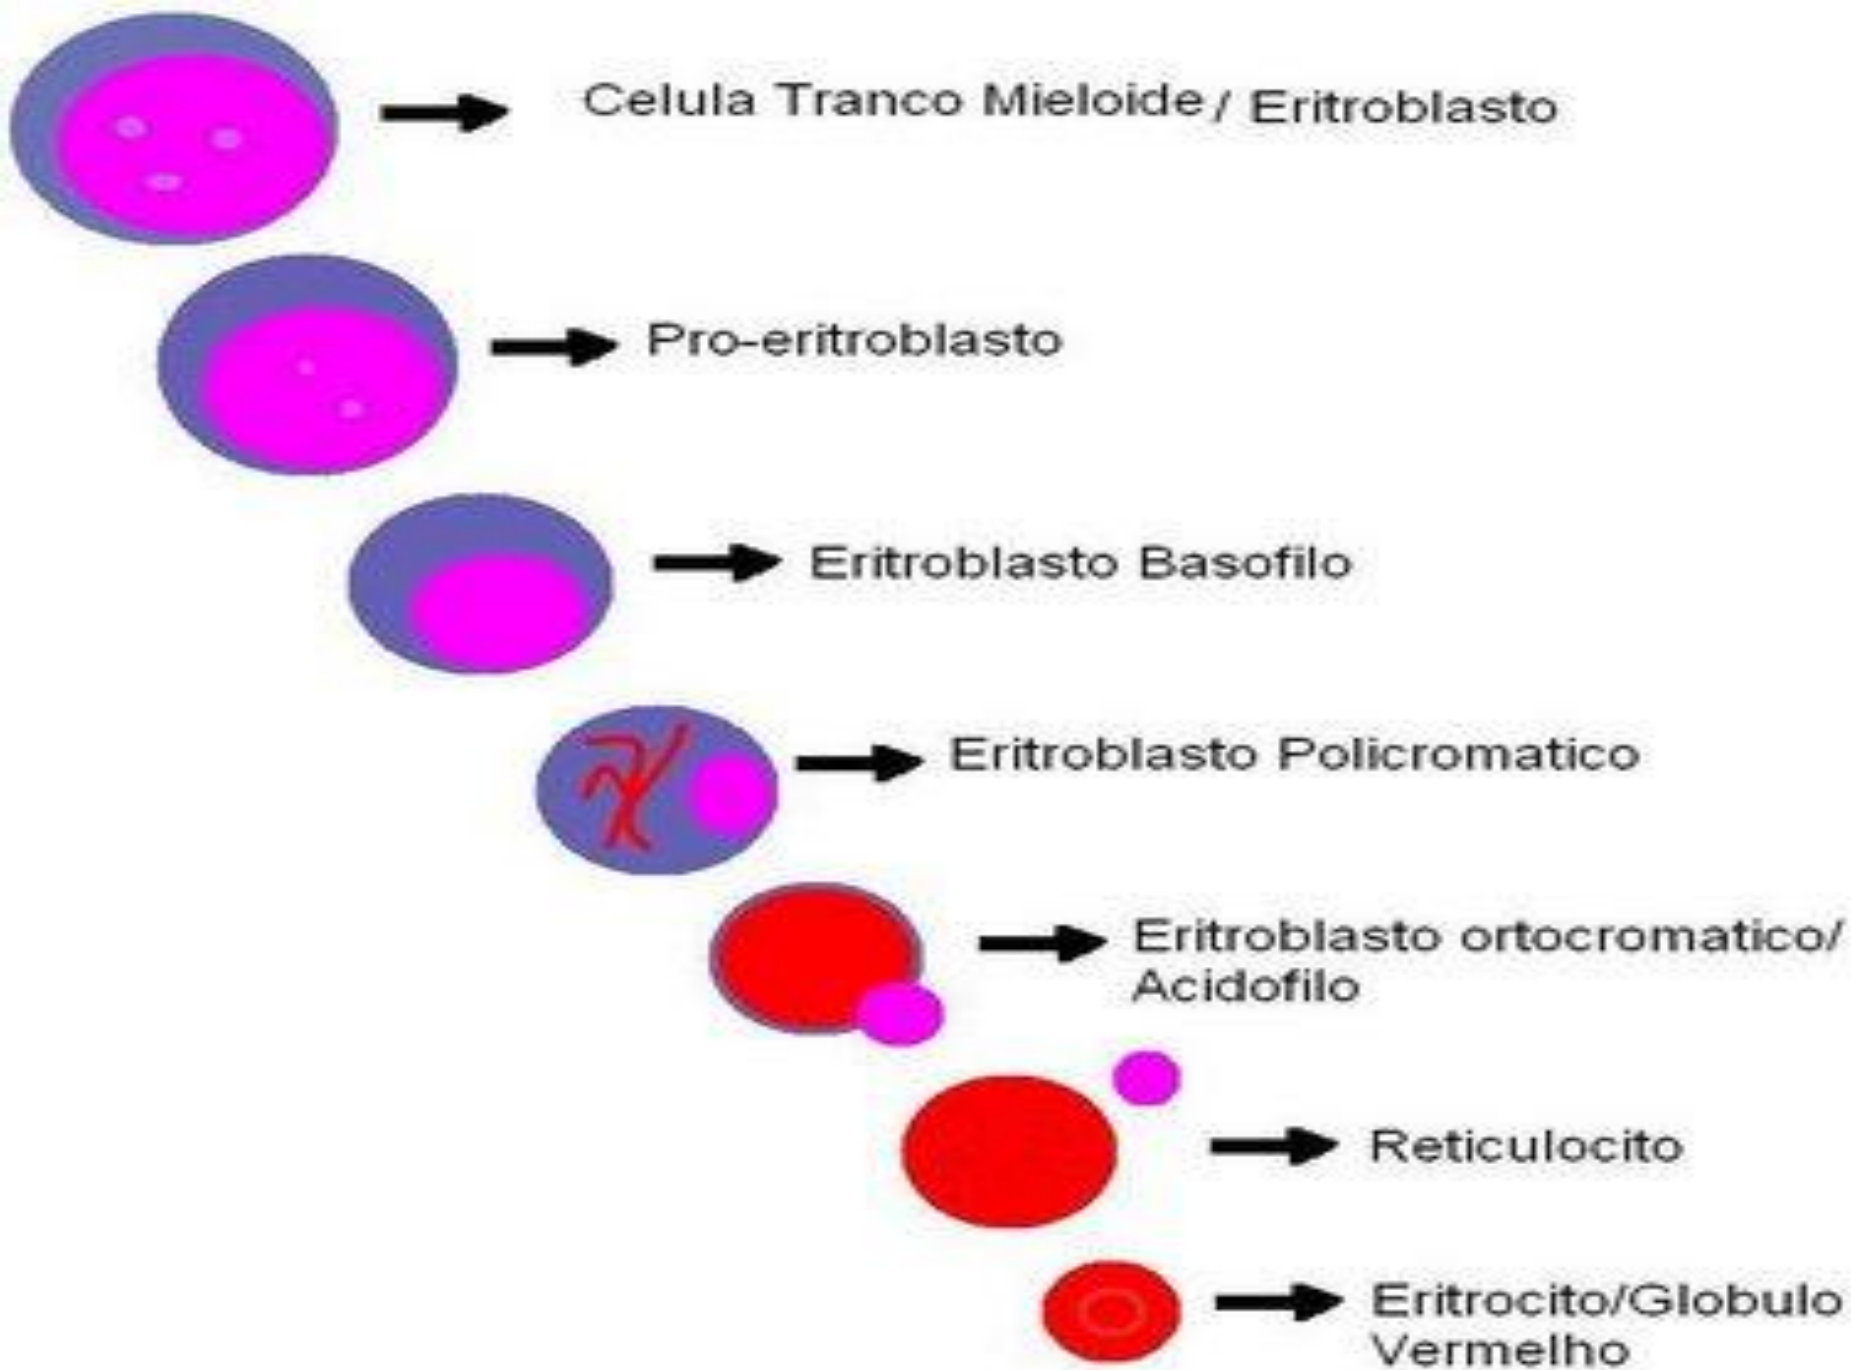 Celula Tranco Mieloide / Eritroblasto
Pro-eritroblasto
Eritroblasto Basofilo
Eritroblasto Policromatico
Eritroblasto ortocromatico/
Acidofilo
Reticulocito
Eritrocito/Globulo
Vermelho